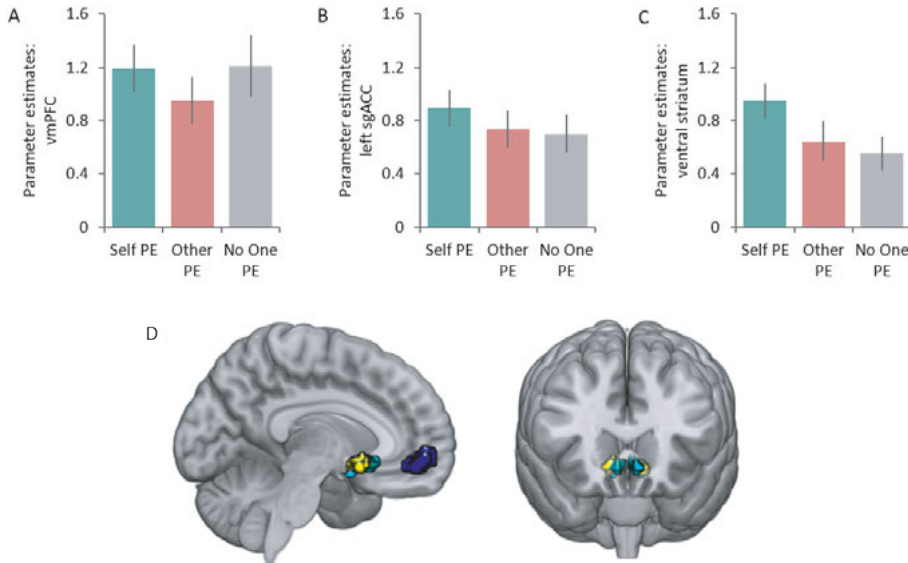 A
Parameter estimates:
vmPFC
1.6
1.2
0.8
0.4
0
Self PE
Other
PE
No One
PE
B
Parameter estimates:
left sgACC
1.6
1.2
0.8
0.4
0
Self PE
Other
PE
No One
PE
C
Parameter estimates:
ventral striatum
1.6
1.2
0.8
0.4
0
Self PE
Other
PE
No One
PE
D